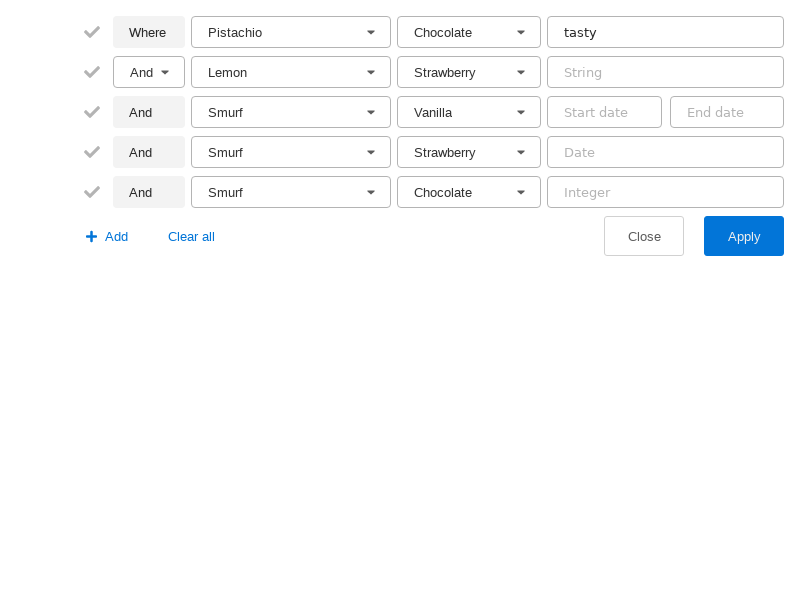 Where Pistachio Chocolate tasty
And Lemon Strawberry String
And Smurf Vanilla Start date End date
And Smurf Strawberry Date
And Smurf Chocolate Integer
Add Clear all Close Apply